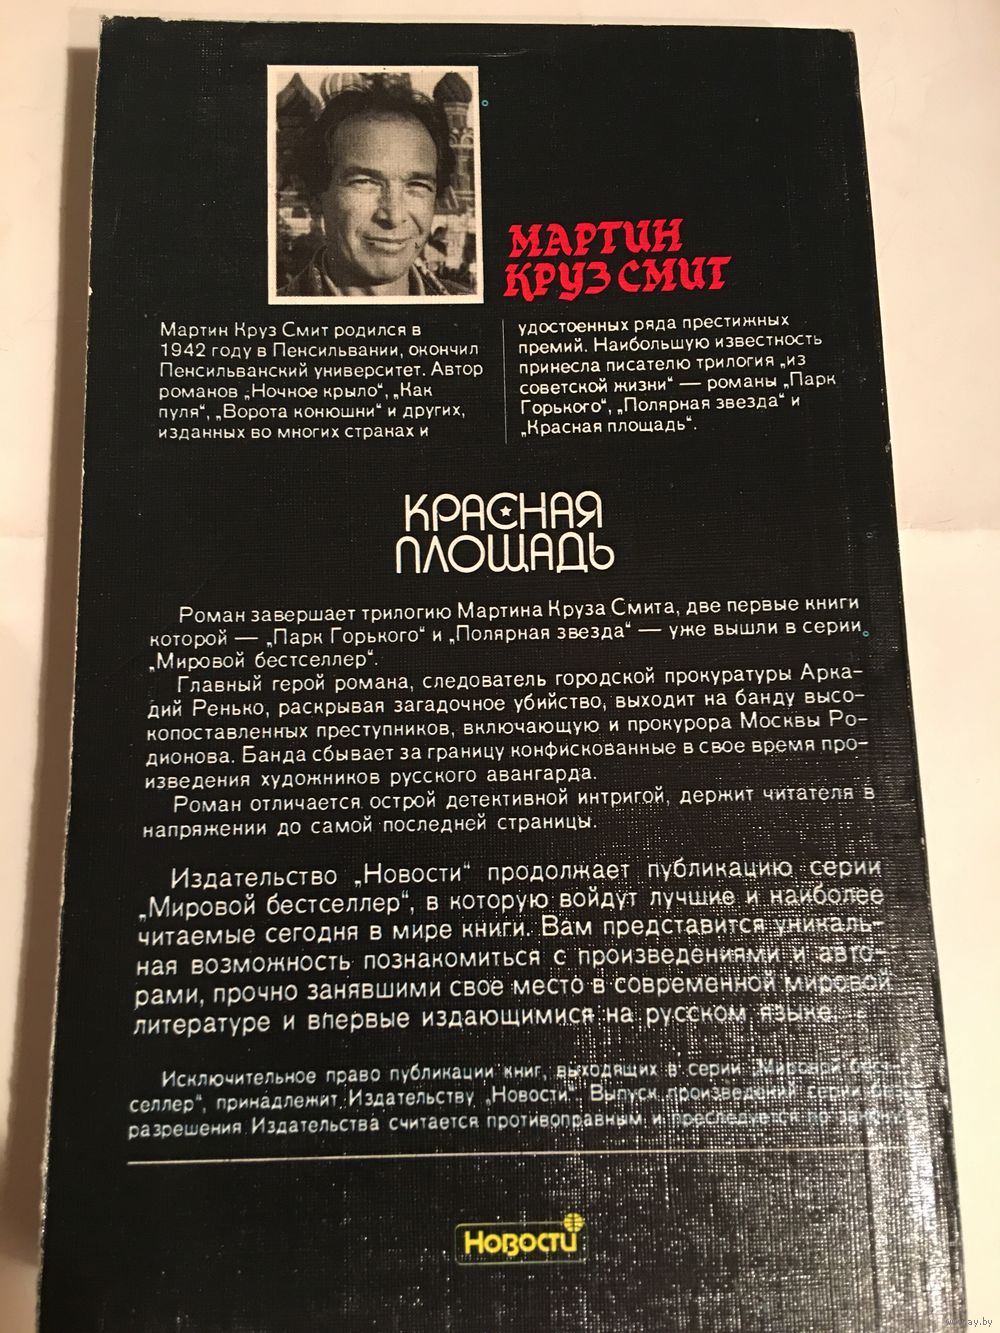 МАРТИН
КРУЗ СМИТ
Мартин Круз Смит родился в
1942 году в Пенсильвании, окончил
Пенсильванский университет. Автор
романов „Ночное крыло“, „Как
пуля“, „Ворота конюшни“ и других,
изданных во многих странах и
удостоенных ряда престижных
премий. Наибольшую известность
принесла писателю трилогия „из
советской жизни“ — романы „Парк
Горького“, „Полярная звезда“ и
„Красная площадь“.
КРАСНАЯ
ПЛОЩАДЬ
Роман завершает трилогию Мартина Круза Смита, две первые книги
которой — „Парк Горького“ и „Полярная звезда“ — уже вышли в серии
„Мировой бестселлер“.
Главный герой романа, следователь городской прокуратуры Арка-
дий Ренько, раскрывая загадочное убийство, выходит на банду высо-
копоставленных преступников, включающую и прокурора Москвы Ро-
дионова. Банда сбывает за границу конфискованные в свое время про-
изведения художников русского авангарда.
Роман отличается острой детективной интригой, держит читателя в
напряжении до самой последней страницы.
Издательство „Новости“ продолжает публикацию серии
„Мировой бестселлер“, в которую войдут лучшие и наиболее
читаемые сегодня в мире книги. Вам представится уникаль-
ная возможность познакомиться с произведениями и авто-
рами, прочно занявшими свое место в современной мировой
литературе и впервые издающимися на русском языке.
Исключительное право публикации книг, выходящих в серии „Мировой бест-
селлер“, принадлежит Издательству „Новости“. Выпуск произведений серии без
разрешения Издательства считается противоправным и преследуется по
Новости